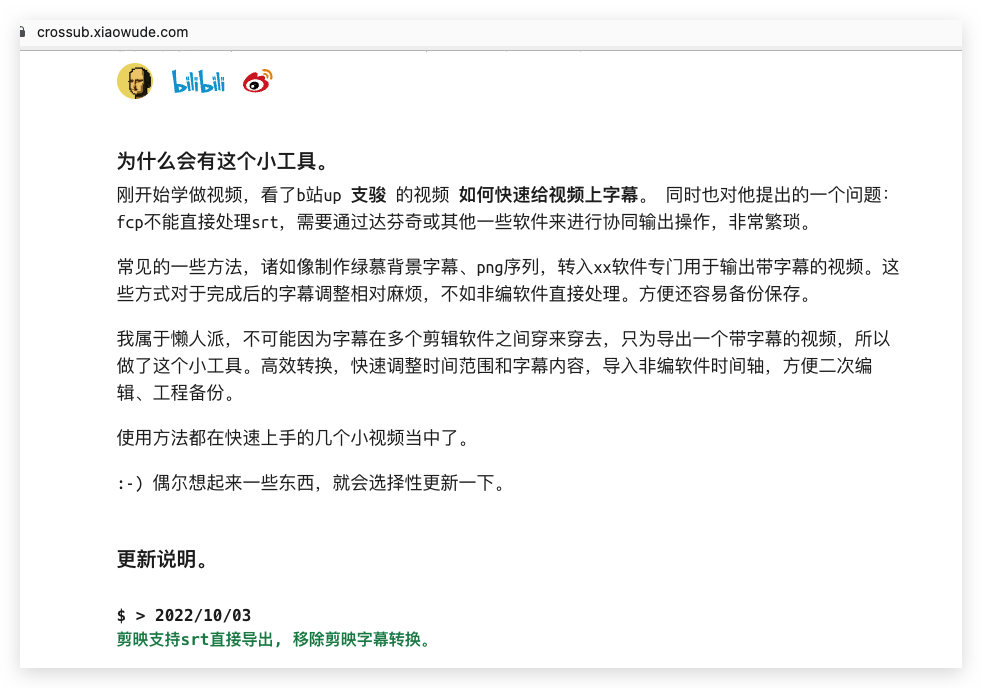 crossub.xiaowude.com
bilibili
为什么会有这个小工具。
刚开始学做视频，看了b站up 支骏 的视频 如何快速给视频上字幕。 同时也对他提出的一个问题：
fcp不能直接处理srt，需要通过达芬奇或其他一些软件来进行协同输出操作，非常繁琐。
常见的一些方法，诸如像制作绿慕背景字幕、png序列，转入xx软件专门用于输出带字幕的视频。这
些方式对于完成后的字幕调整相对麻烦，不如非编软件直接处理。方便还容易备份保存。
我属于懒人派，不可能因为字幕在多个剪辑软件之间穿来穿去，只为导出一个带字幕的视频，所以
做了这个小工具。高效转换，快速调整时间范围和字幕内容，导入非编软件时间轴，方便二次编
辑、工程备份。
使用方法都在快速上手的几个小视频当中了。
:-) 偶尔想起来一些东西，就会选择性更新一下。
更新说明。
$ > 2022/10/03
剪映支持srt直接导出, 移除剪映字幕转换。